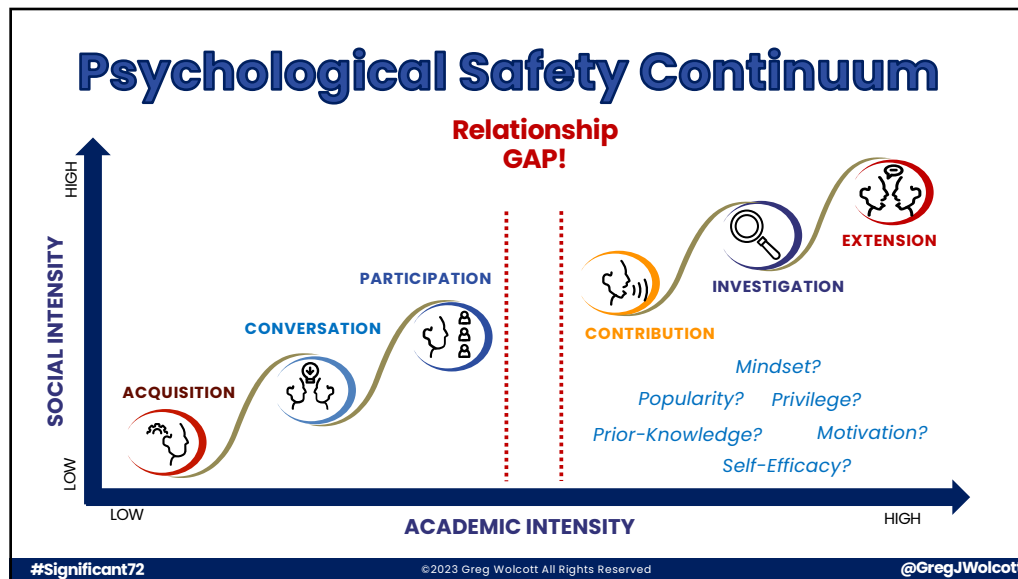 Psychological Safety Continuum
Relationship
GAP!
HIGH
SOCIAL INTENSITY
LOW
ACQUISITION
CONVERSATION
PARTICIPATION
CONTRIBUTION
INVESTIGATION
EXTENSION
Mindset?
Popularity? Privilege?
Prior-Knowledge? Motivation?
Self-Efficacy?
LOW
ACADEMIC INTENSITY
HIGH
#Significant72
©2023 Greg Wolcott All Rights Reserved
@GregJWolcott